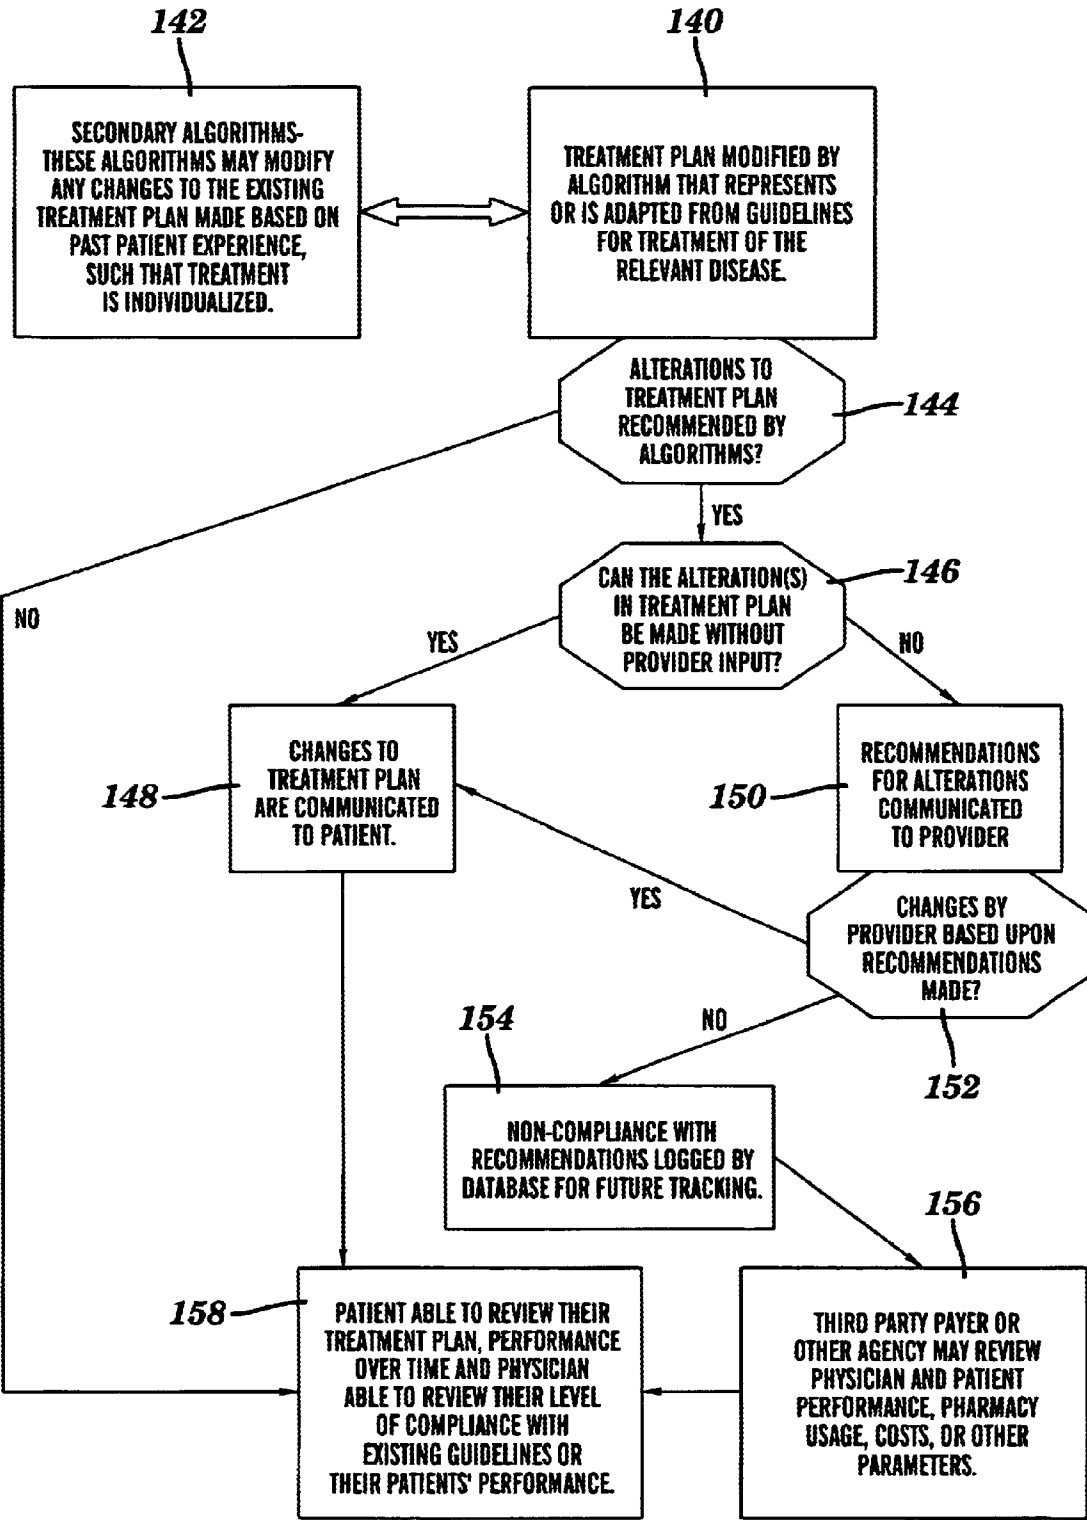 142
140
SECONDARY ALGORITHMS-
THESE ALGORITHMS MAY MODIFY
ANY CHANGES TO THE EXISTING
TREATMENT PLAN MADE BASED ON
PAST PATIENT EXPERIENCE,
SUCH THAT TREATMENT
IS INDIVIDUALIZED.
TREATMENT PLAN MODIFIED BY
ALGORITHM THAT REPRESENTS
OR IS ADAPTED FROM GUIDELINES
FOR TREATMENT OF THE
RELEVANT DISEASE.
ALTERATIONS TO
TREATMENT PLAN
RECOMMENDED BY
ALGORITHMS?
144
YES
NO
CAN THE ALTERATION(S)
IN TREATMENT PLAN
BE MADE WITHOUT
PROVIDER INPUT?
146
YES
NO
CHANGES TO
TREATMENT PLAN
ARE COMMUNICATED
TO PATIENT.
148
RECOMMENDATIONS
FOR ALTERATIONS
COMMUNICATED
TO PROVIDER
150
YES
CHANGES BY
PROVIDER BASED UPON
RECOMMENDATIONS
MADE?
152
NO
154
NON-COMPLIANCE WITH
RECOMMENDATIONS LOGGED BY
DATABASE FOR FUTURE TRACKING.
156
158
PATIENT ABLE TO REVIEW THEIR
TREATMENT PLAN, PERFORMANCE
OVER TIME AND PHYSICIAN
ABLE TO REVIEW THEIR LEVEL
OF COMPLIANCE WITH
EXISTING GUIDELINES OR
THEIR PATIENTS' PERFORMANCE.
THIRD PARTY PAYER OR
OTHER AGENCY MAY REVIEW
PHYSICIAN AND PATIENT
PERFORMANCE, PHARMACY
USAGE, COSTS, OR OTHER
PARAMETERS.